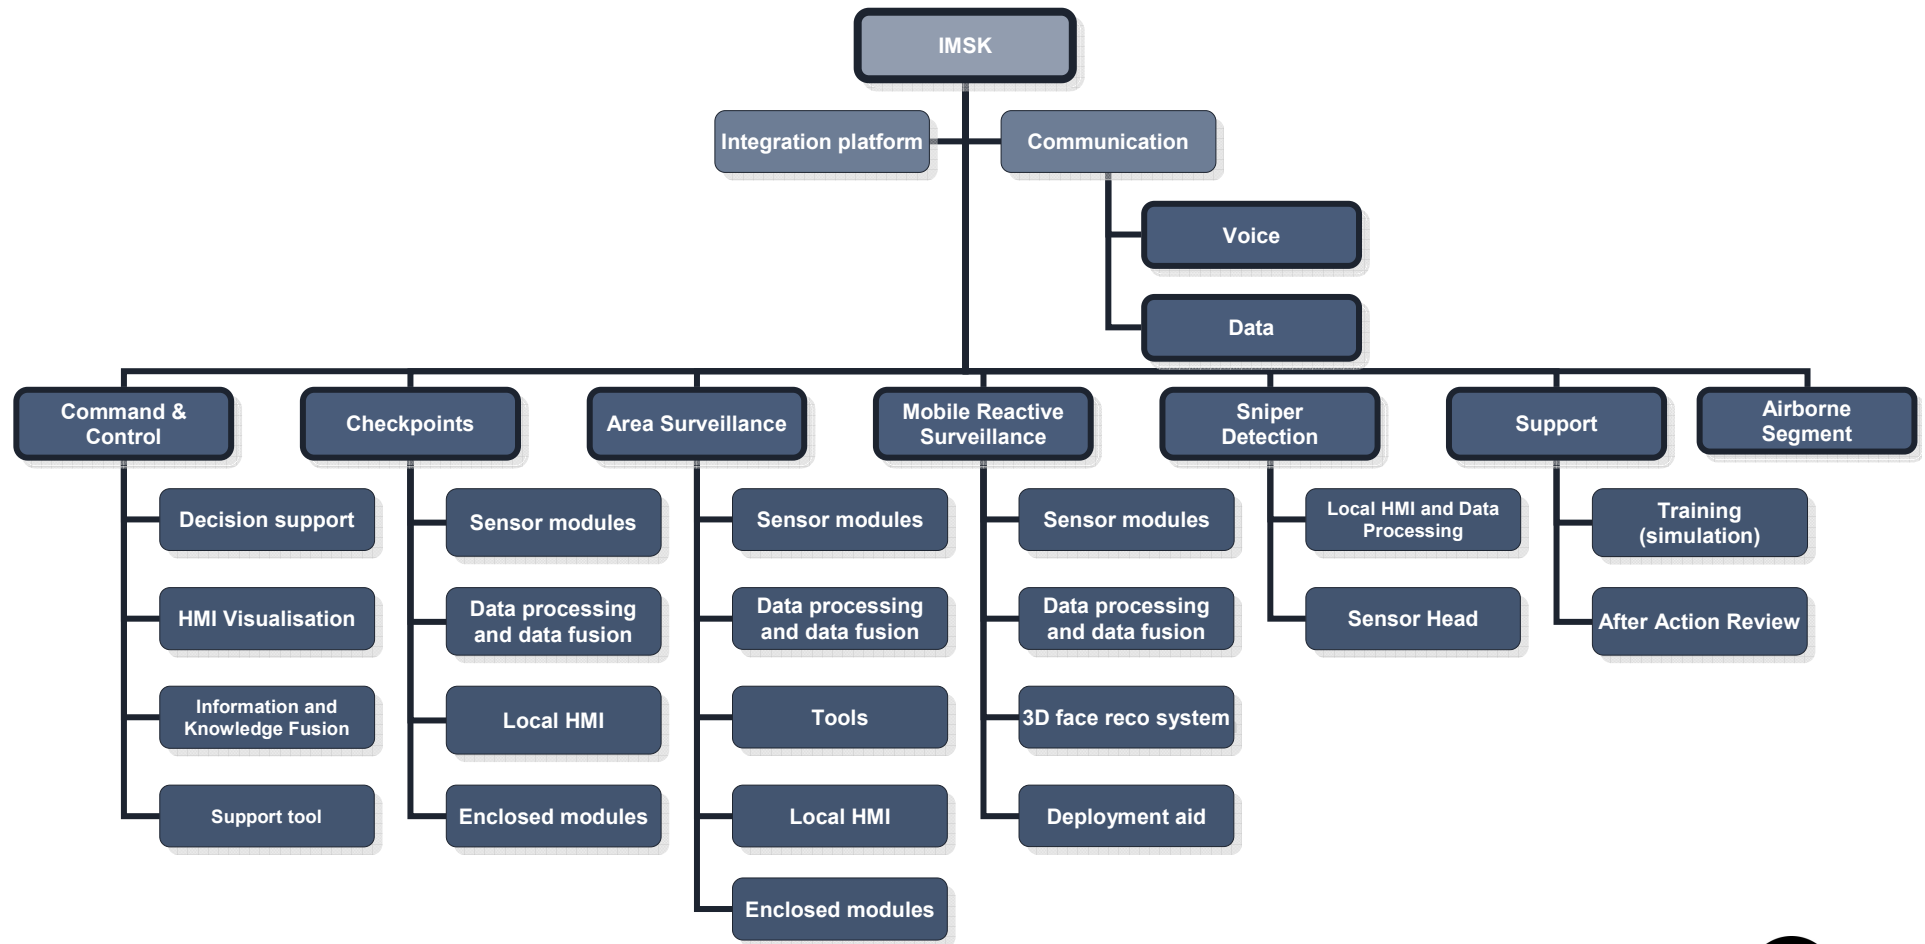 IMSK
Integration platform
Communication
Voice
Data
Command &
Control
Checkpoints
Area Surveillance
Mobile Reactive
Surveillance
Sniper
Detection
Support
Airborne
Segment
Decision support
HMI Visualisation
Information and
Knowledge Fusion
Support tool
Sensor modules
Data processing
and data fusion
Local HMI
Enclosed modules
Sensor modules
Data processing
and data fusion
Tools
Local HMI
Enclosed modules
Sensor modules
Data processing
and data fusion
3D face reco system
Deployment aid
Local HMI and Data
Processing
Sensor Head
Training
(simulation)
After Action Review